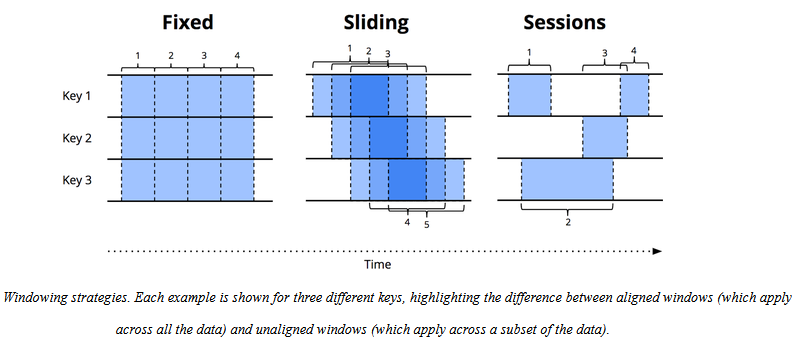 Fixed Sliding Sessions
1 2 3 4 1 2 3 1 3 4
Key 1
Key 2
Key 3
4 5 2
Time
Windowing strategies. Each example is shown for three different keys, highlighting the difference between aligned windows (which apply
across all the data) and unaligned windows (which apply across a subset of the data).